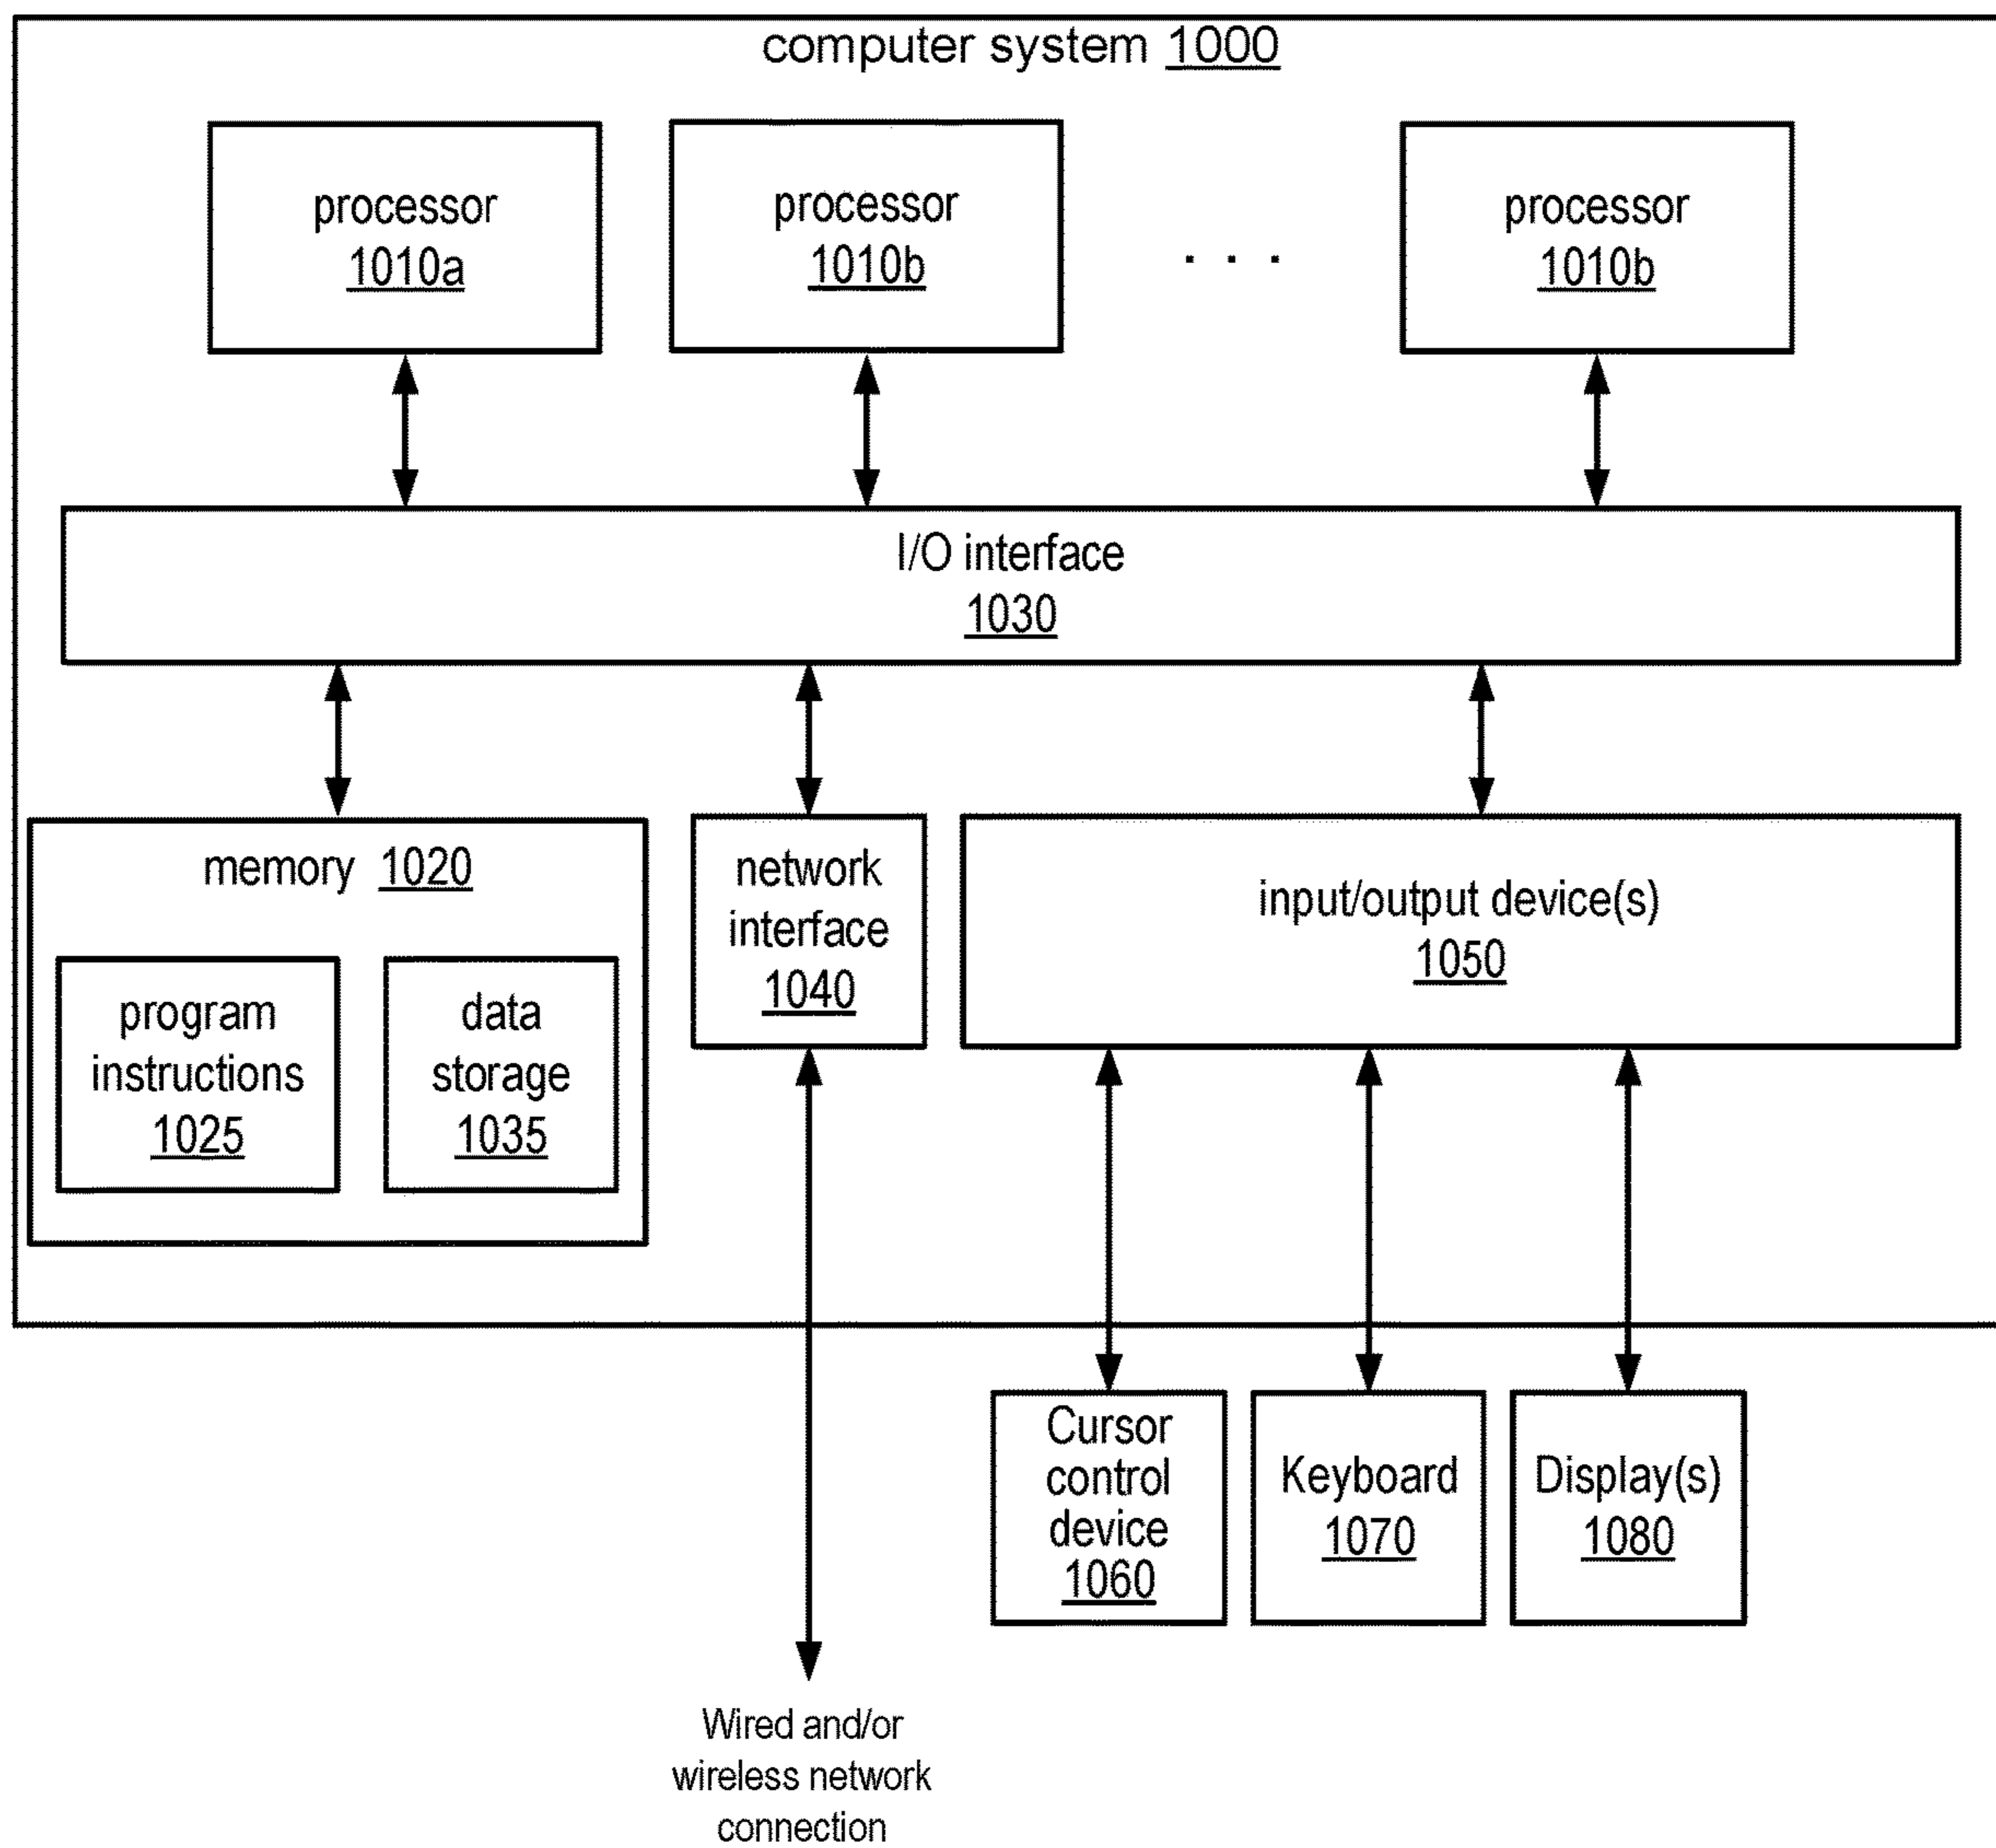 computer system 1000
processor
1010a
processor
1010b
. . .
processor
1010b
I/O interface
1030
memory 1020
program
instructions
1025
data
storage
1035
network
interface
1040
input/output device(s)
1050
Cursor
control
device
1060
Keyboard
1070
Display(s)
1080
Wired and/or
wireless network
connection